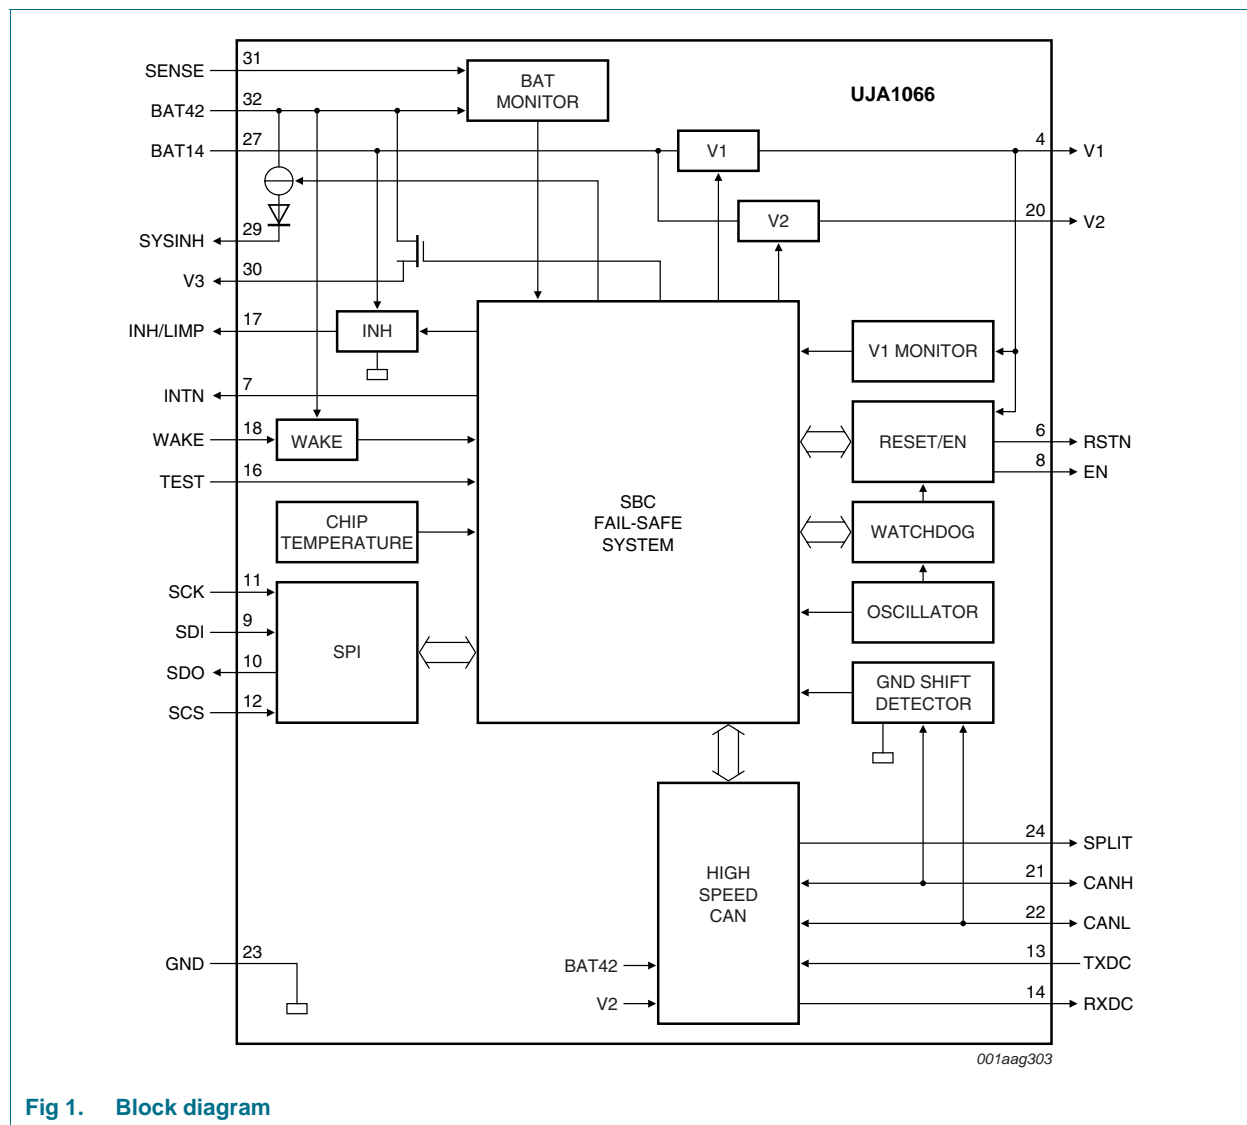 UJA1066
SENSE
31
BAT42
32
BAT14
27
SYSINH
29
V3
30
INH/LIMP
17
INTN
7
WAKE
18
TEST
16
SCK
11
SDI
9
SDO
10
SCS
12
GND
23
BAT
MONITOR
V1
V2
INH
WAKE
CHIP
TEMPERATURE
SPI
SBC
FAIL-SAFE
SYSTEM
V1 MONITOR
RESET/EN
WATCHDOG
OSCILLATOR
GND SHIFT
DETECTOR
HIGH
SPEED
CAN
BAT42
V2
4
V1
20
V2
6
RSTN
8
EN
24
SPLIT
21
CANH
22
CANL
13
TXDC
14
RXDC
001aag303
Fig 1. Block diagram